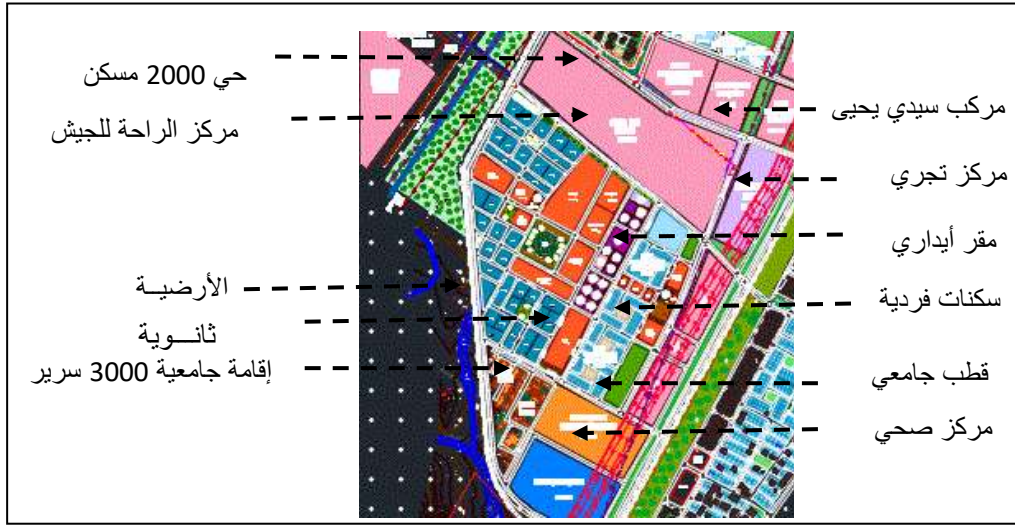 حي 2000 مسكن
مركز الراحة للجيش
الأرضيــة
ثانـــوية
إقامة جامعية 3000 سرير
مركب سيدي يحيى
مركز تجري
مقر أيداري
سكنات فردية
قطب جامعي
مركز صحي